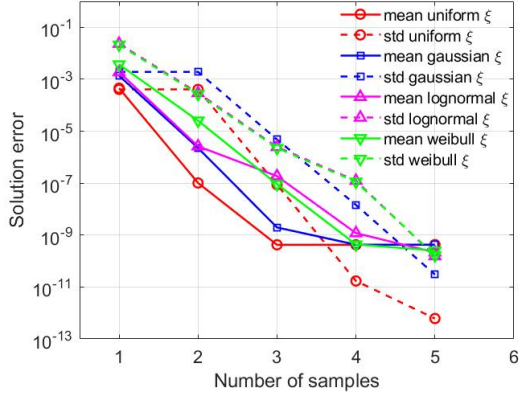 10^-1
10^-3
10^-5
10^-7
10^-9
10^-11
10^-13
Solution error
mean uniform ξ
std uniform ξ
mean gaussian ξ
std gaussian ξ
mean lognormal ξ
std lognormal ξ
mean weibull ξ
std weibull ξ
1 2 3 4 5 6
Number of samples